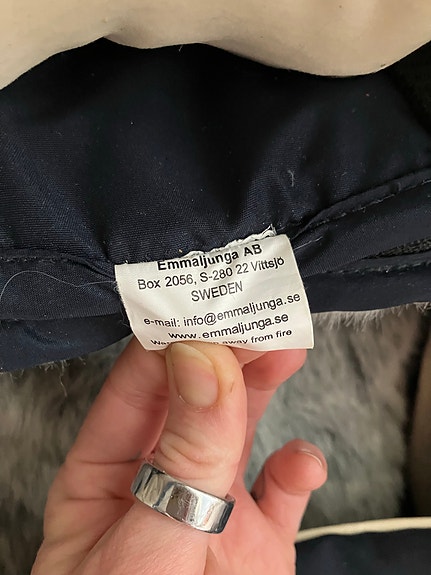 Emmaljunga AB
Box 2056, S-280 22 Vittsjö
SWEDEN
e-mail: info@emmaljunga.se
www.emmaljunga.se
away from fire